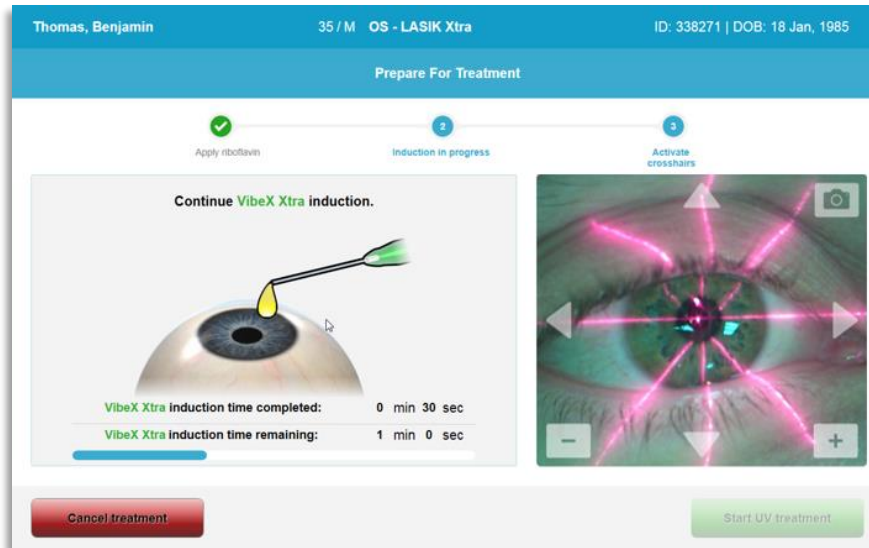 Thomas, Benjamin 35 / M OS - LASIK Xtra ID: 338271 | DOB: 18 Jan, 1985
Prepare For Treatment
2 3
Apply riboflavin Induction in progress Activate
crosshairs
Continue VibeX Xtra induction.
VibeX Xtra induction time completed: 0 min 30 sec
VibeX Xtra induction time remaining: 1 min 0 sec
Cancel treatment Start UV treatment